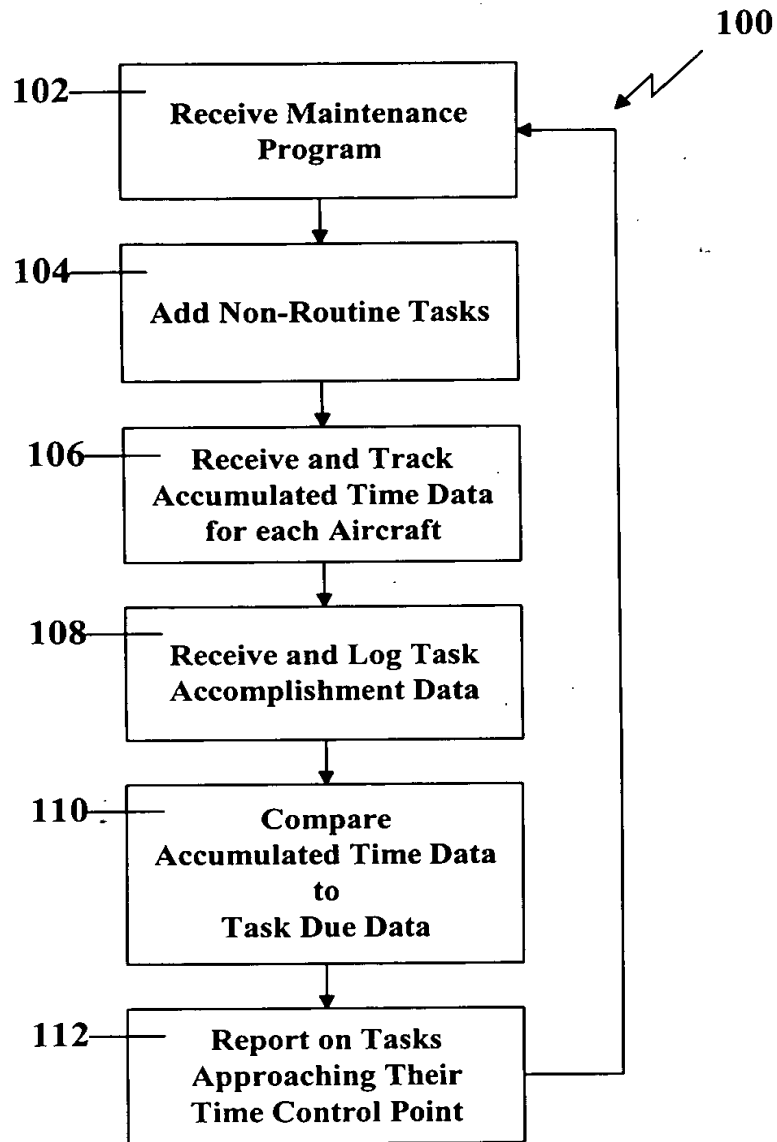 100
102
Receive Maintenance
Program
104
Add Non-Routine Tasks
106
Receive and Track
Accumulated Time Data
for each Aircraft
108
Receive and Log Task
Accomplishment Data
110
Compare
Accumulated Time Data
to
Task Due Data
112
Report on Tasks
Approaching Their
Time Control Point